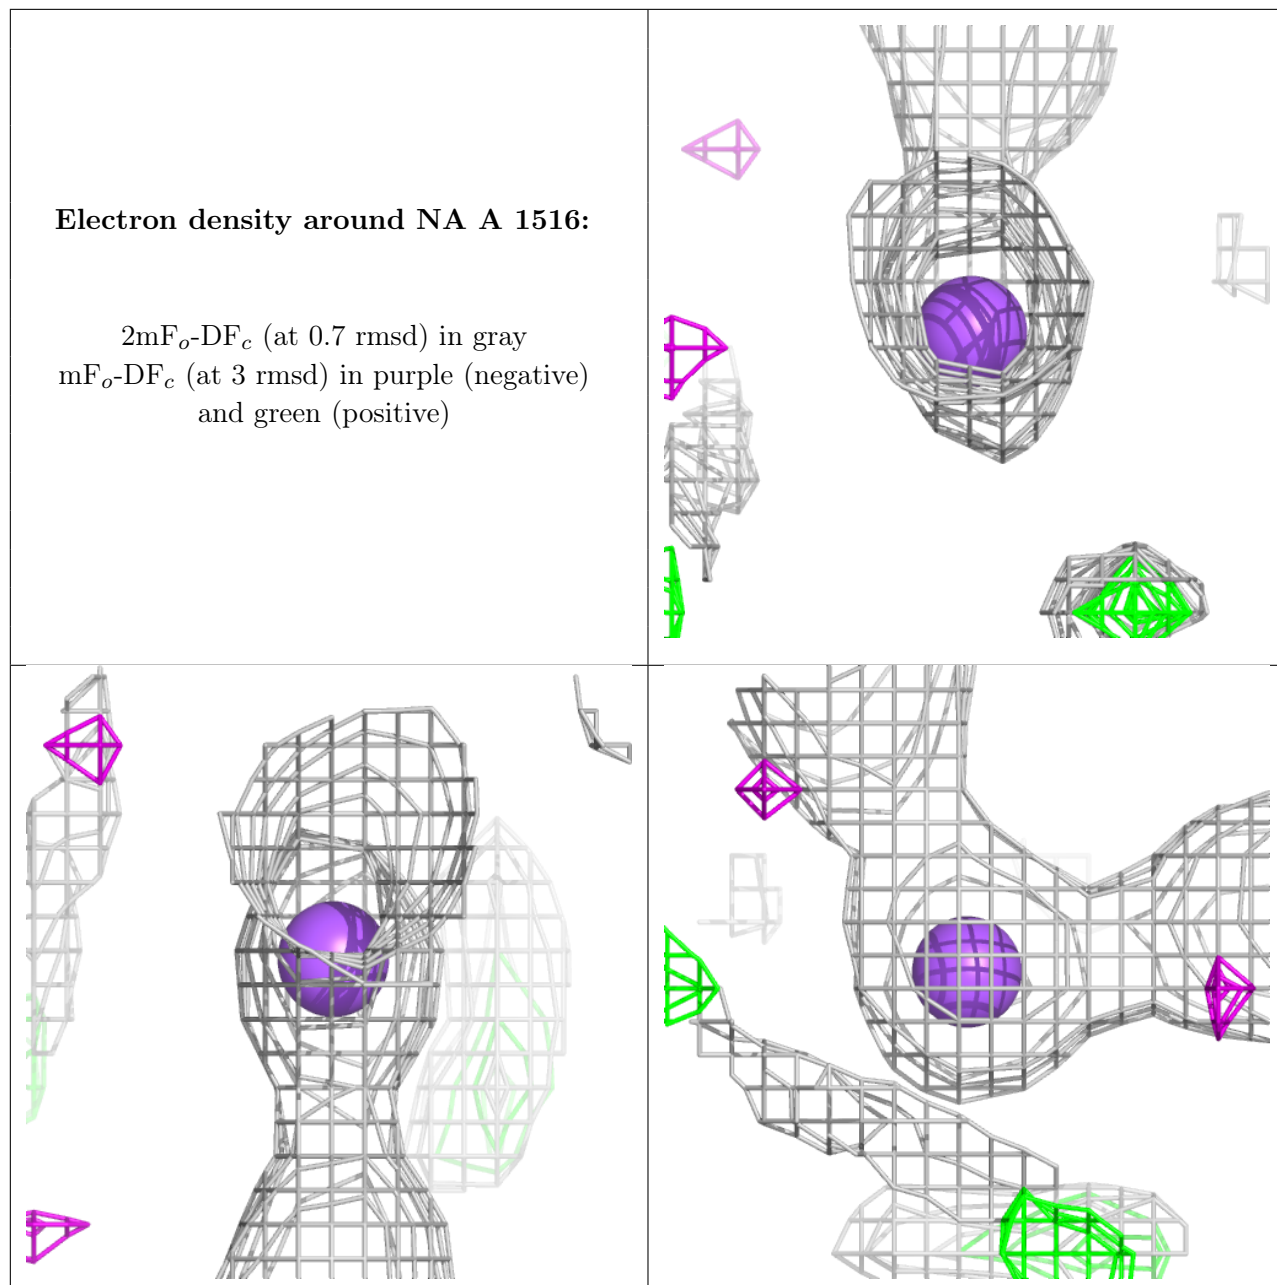 Electron density around NA A 1516:
2mFo-DFc (at 0.7 rmsd) in gray
mFo-DFc (at 3 rmsd) in purple (negative)
and green (positive)